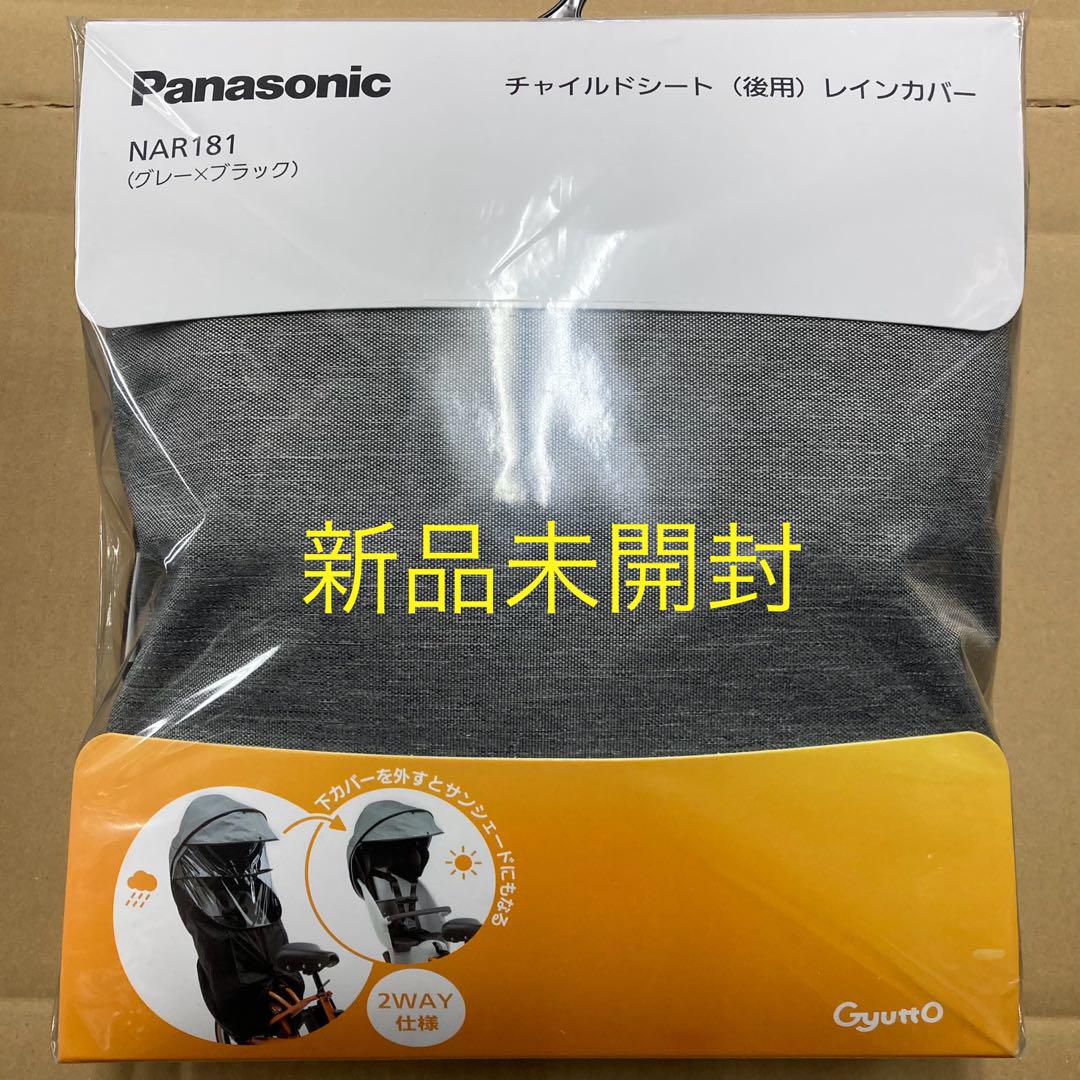 Panasonic
チャイルドシート（後用）レインカバー
NAR181
（グレー×ブラック）
新品未開封
下カバーを外すとサンシェードにもなる
2WAY
仕様
Gyutto